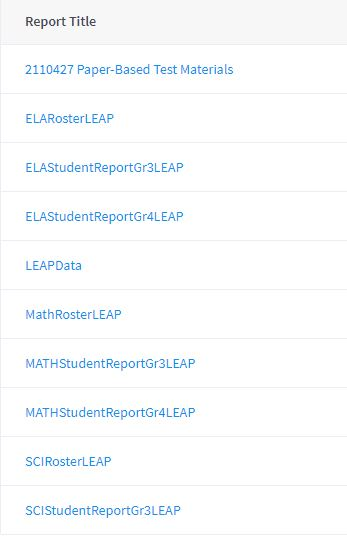 Report Title
2110427 Paper-Based Test Materials
ELARosterLEAP
ELAStudentReportGr3LEAP
ELAStudentReportGr4LEAP
LEAPData
MathRosterLEAP
MATHStudentReportGr3LEAP
MATHStudentReportGr4LEAP
SCIRosterLEAP
SCIStudentReportGr3LEAP